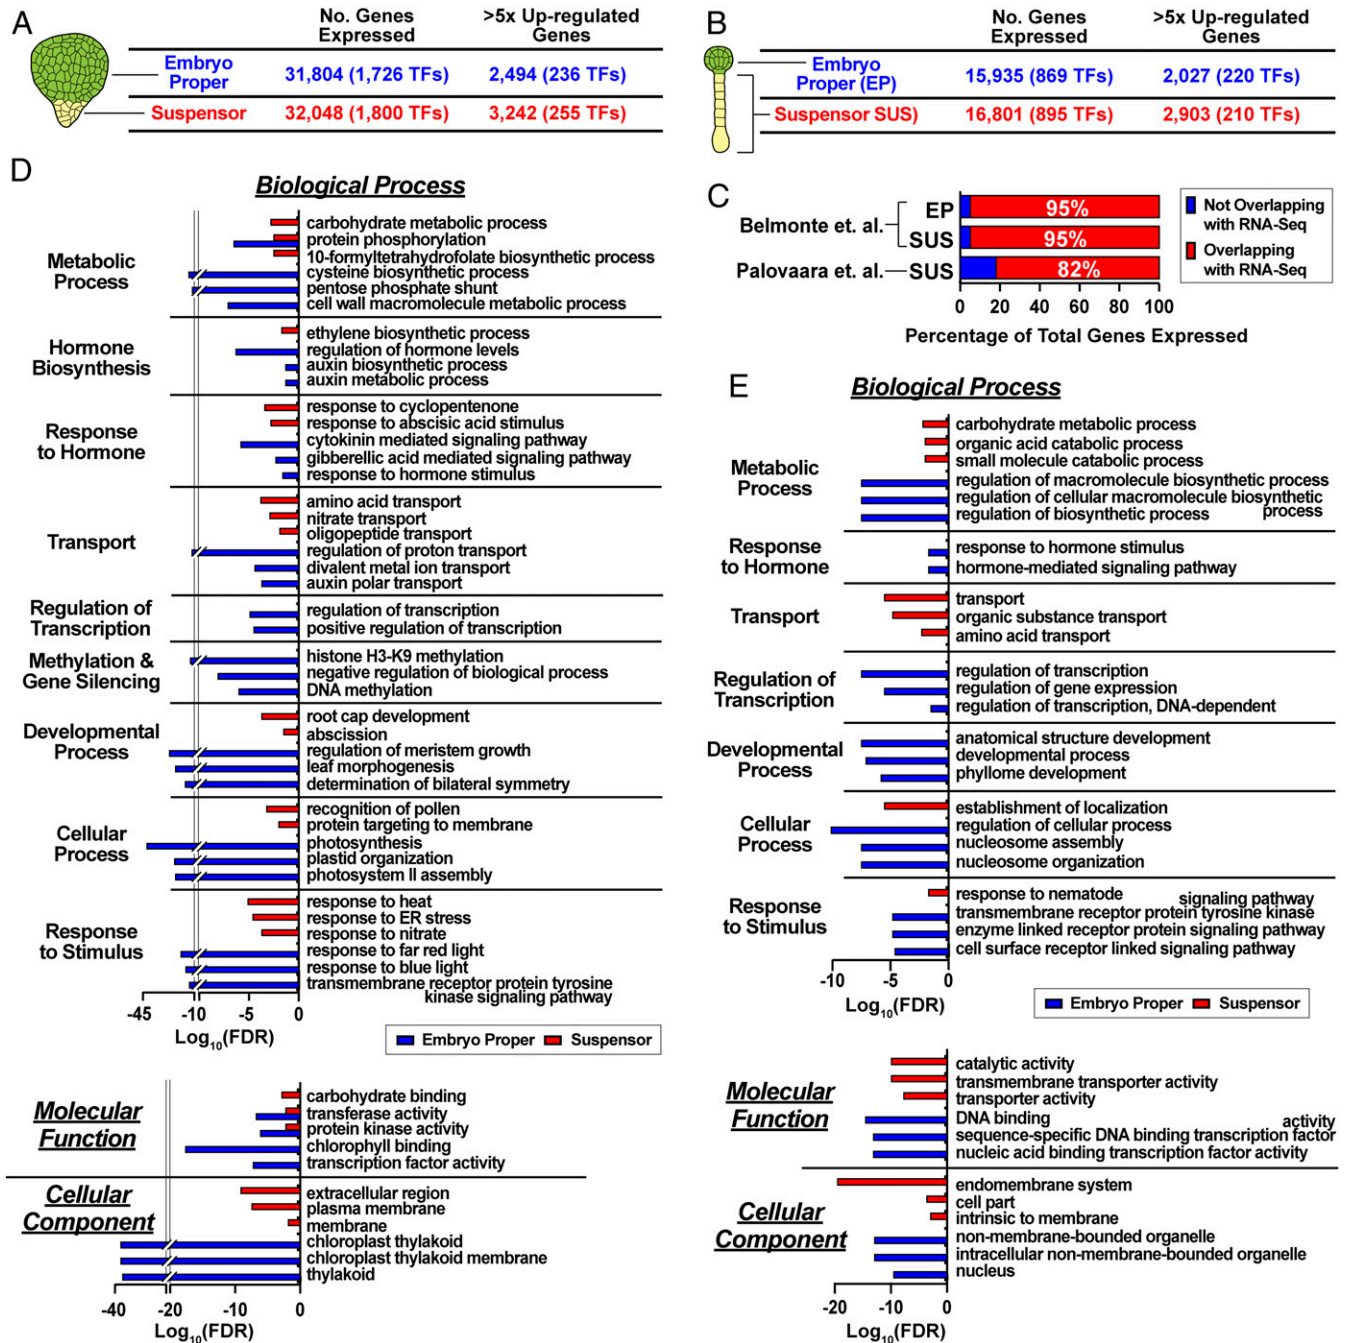 A
No. Genes Expressed
>5x Up-regulated Genes
Embryo Proper
31,804 (1,726 TFs)
2,494 (236 TFs)
Suspensor
32,048 (1,800 TFs)
3,242 (255 TFs)
B
No. Genes Expressed
>5x Up-regulated Genes
Embryo Proper (EP)
15,935 (869 TFs)
2,027 (220 TFs)
Suspensor SUS)
16,801 (895 TFs)
2,903 (210 TFs)
C
Belmonte et. al.
EP
95%
SUS
95%
Palovaara et. al.
SUS
82%
0 20 40 60 80 100
Percentage of Total Genes Expressed
Not Overlapping with RNA-Seq
Overlapping with RNA-Seq
D
Biological Process
Metabolic Process
carbohydrate metabolic process
protein phosphorylation
10-formyltetrahydrofolate biosynthetic process
cysteine biosynthetic process
pentose phosphate shunt
cell wall macromolecule metabolic process
Hormone Biosynthesis
ethylene biosynthetic process
regulation of hormone levels
auxin biosynthetic process
auxin metabolic process
Response to Hormone
response to cyclopentenone
response to abscisic acid stimulus
cytokinin mediated signaling pathway
gibberellic acid mediated signaling pathway
response to hormone stimulus
Transport
amino acid transport
nitrate transport
oligopeptide transport
regulation of proton transport
divalent metal ion transport
auxin polar transport
Regulation of Transcription
regulation of transcription
positive regulation of transcription
Methylation & Gene Silencing
histone H3-K9 methylation
negative regulation of biological process
DNA methylation
Developmental Process
root cap development
abscission
regulation of meristem growth
leaf morphogenesis
determination of bilateral symmetry
Cellular Process
recognition of pollen
protein targeting to membrane
photosynthesis
plastid organization
photosystem II assembly
Response to Stimulus
response to heat
response to ER stress
response to nitrate
response to far red light
response to blue light
transmembrane receptor protein tyrosine
kinase signaling pathway
-45 -10 -5 0
Log10(FDR)
Embryo Proper Suspensor
Molecular Function
carbohydrate binding
transferase activity
protein kinase activity
chlorophyll binding
transcription factor activity
Cellular Component
extracellular region
plasma membrane
membrane
chloroplast thylakoid
chloroplast thylakoid membrane
thylakoid
-40 -20 -10 0
Log10(FDR)
E
Biological Process
Metabolic Process
carbohydrate metabolic process
organic acid catabolic process
small molecule catabolic process
regulation of macromolecule biosynthetic process
regulation of cellular macromolecule biosynthetic
process
regulation of biosynthetic process
Response to Hormone
response to hormone stimulus
hormone-mediated signaling pathway
Transport
transport
organic substance transport
amino acid transport
Regulation of Transcription
regulation of transcription
regulation of gene expression
regulation of transcription, DNA-dependent
Developmental Process
anatomical structure development
developmental process
phyllome development
Cellular Process
establishment of localization
regulation of cellular process
nucleosome assembly
nucleosome organization
Response to Stimulus
response to nematode
signaling pathway
transmembrane receptor protein tyrosine kinase
enzyme linked receptor protein signaling pathway
cell surface receptor linked signaling pathway
-10 -5 0
Log10(FDR)
Embryo Proper Suspensor
Molecular Function
catalytic activity
transmembrane transporter activity
transporter activity
DNA binding
activity
sequence-specific DNA binding transcription factor
nucleic acid binding transcription factor activity
Cellular Component
endomembrane system
cell part
intrinsic to membrane
non-membrane-bounded organelle
intracellular non-membrane-bounded organelle
nucleus
-20 -10 0
Log10(FDR)